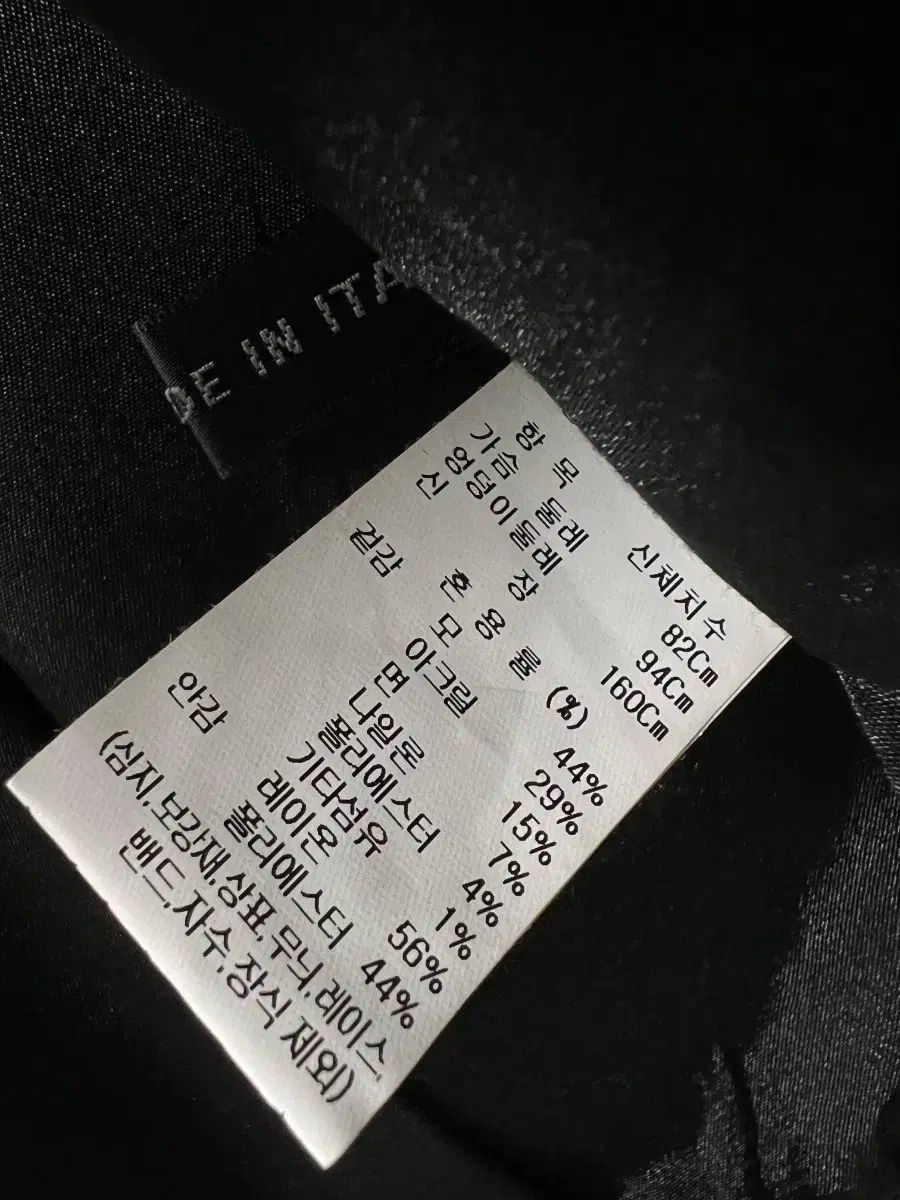 DE IN ITA
항 목 신체치수
가슴 둘레 82Cm
엉덩이둘레 94Cm
신 장 160Cm
혼 용 률 (%)
겉감 모 44%
아크릴 29%
면 15%
나일론 7%
폴리에스터 4%
기타섬유 1%
안감 레이온 56%
폴리에스터 44%
(심지,보강재,상표,무늬,레이스,
밴드,자수,장식 제외)